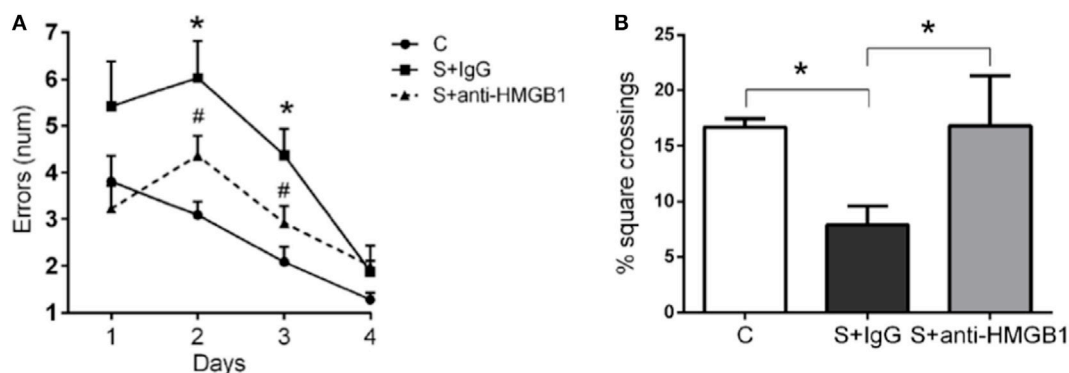 A
7
6
5
4
3
2
1
Errors (num)
*
*
#
#
1 2 3 4
Days
C
S+IgG
S+anti-HMGB1
B
25
20
15
10
5
0
% square crossings
*
*
C S+IgG S+anti-HMGB1